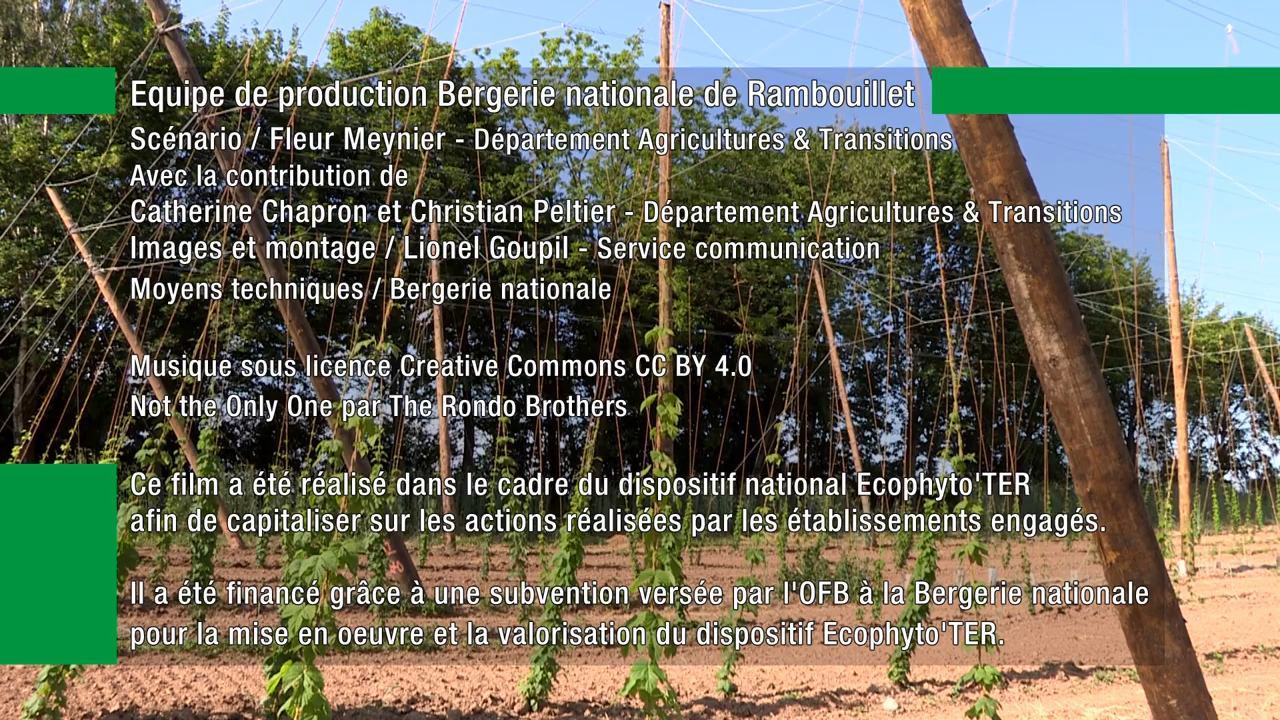 Equipe de production Bergerie nationale de Rambouillet
Scénario / Fleur Meynier - Département Agricultures & Transitions
Avec la contribution de
Catherine Chapron et Christian Peltier - Département Agricultures & Transitions
Images et montage / Lionel Goupil - Service communication
Moyens techniques / Bergerie nationale
Musique sous licence Creative Commons CC BY 4.0
Not the Only One par The Rondo Brothers
Ce film a été réalisé dans le cadre du dispositif national Ecophyto'TER
afin de capitaliser sur les actions réalisées par les établissements engagés.
Il a été financé grâce à une subvention versée par l'OFB à la Bergerie nationale
pour la mise en oeuvre et la valorisation du dispositif Ecophyto'TER.